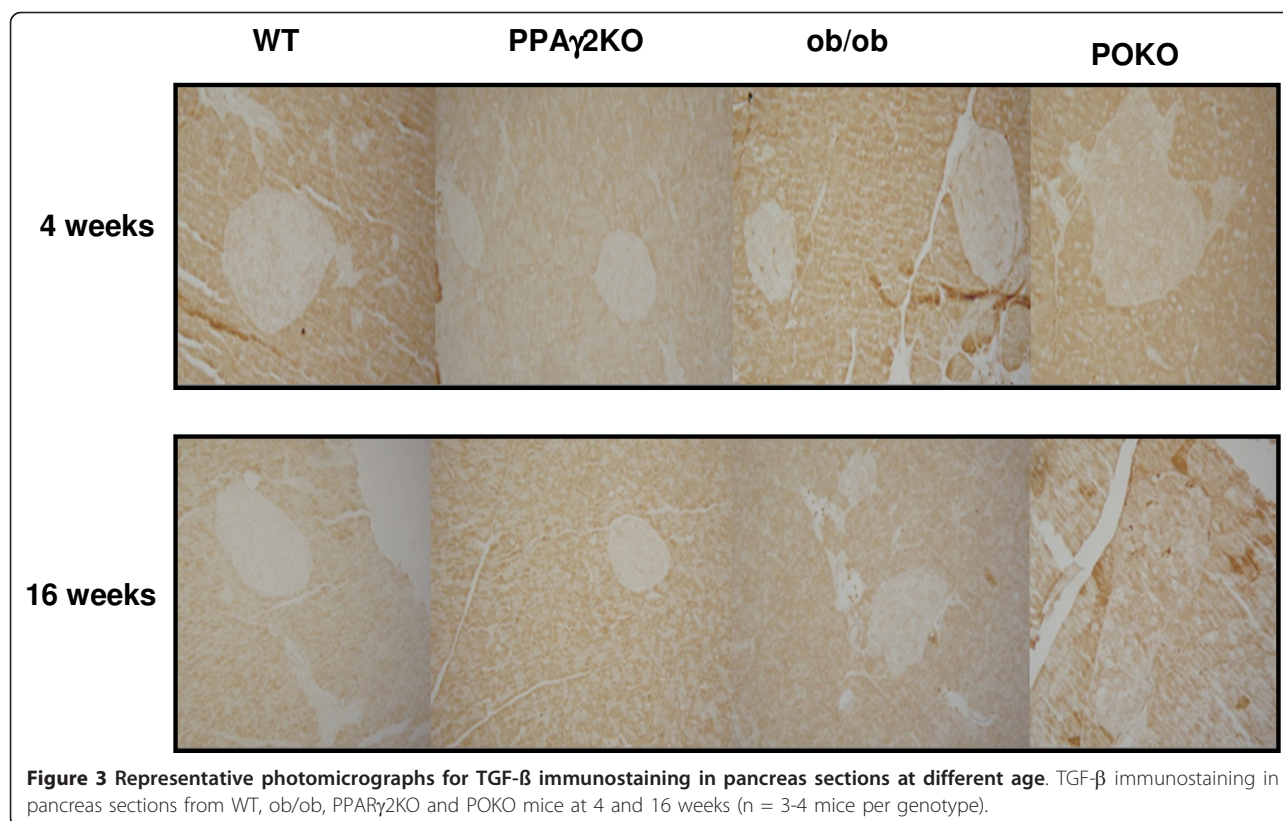 WT PPAγ2KO ob/ob POKO
4 weeks
16 weeks
Figure 3 Representative photomicrographs for TGF-ß immunostaining in pancreas sections at different age. TGF-β immunostaining in
pancreas sections from WT, ob/ob, PPARγ2KO and POKO mice at 4 and 16 weeks (n = 3-4 mice per genotype).